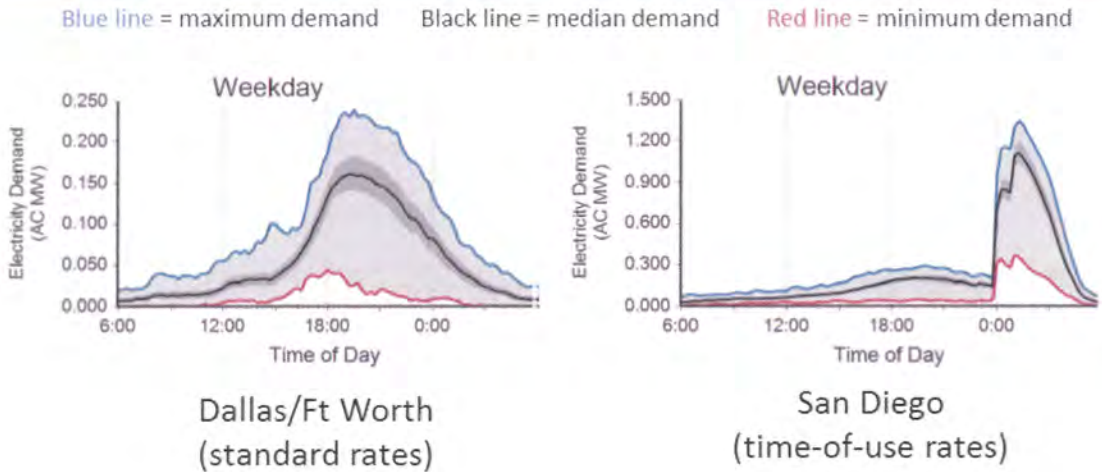 Blue line = maximum demand Black line = median demand Red line = minimum demand
Weekday
0.250
0.200
0.150
0.100
0.050
0.000
Electricity Demand
(AC MW)
6:00 12:00 18:00 0:00
Time of Day
Dallas/Ft Worth
(standard rates)
Weekday
1.500
1.200
0.900
0.600
0.300
0.000
Electricity Demand
(AC MW)
6:00 12:00 18:00 0:00
Time of Day
San Diego
(time-of-use rates)